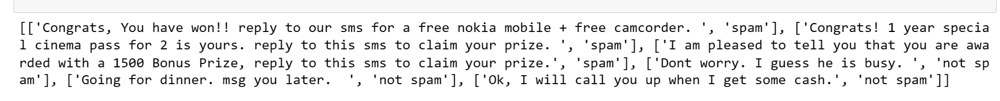 [['Congrats, You have won!! reply to our sms for a free nokia mobile + free camcorder. ', 'spam'], ['Congrats! 1 year specia
l cinema pass for 2 is yours. reply to this sms to claim your prize. ', 'spam'], ['I am pleased to tell you that you are awa
rded with a 1500 Bonus Prize, reply to this sms to claim your prize.', 'spam'], ['Dont worry. I guess he is busy. ', 'not sp
am'], ['Going for dinner. msg you later.  ', 'not spam'], ['Ok, I will call you up when I get some cash.', 'not spam']]